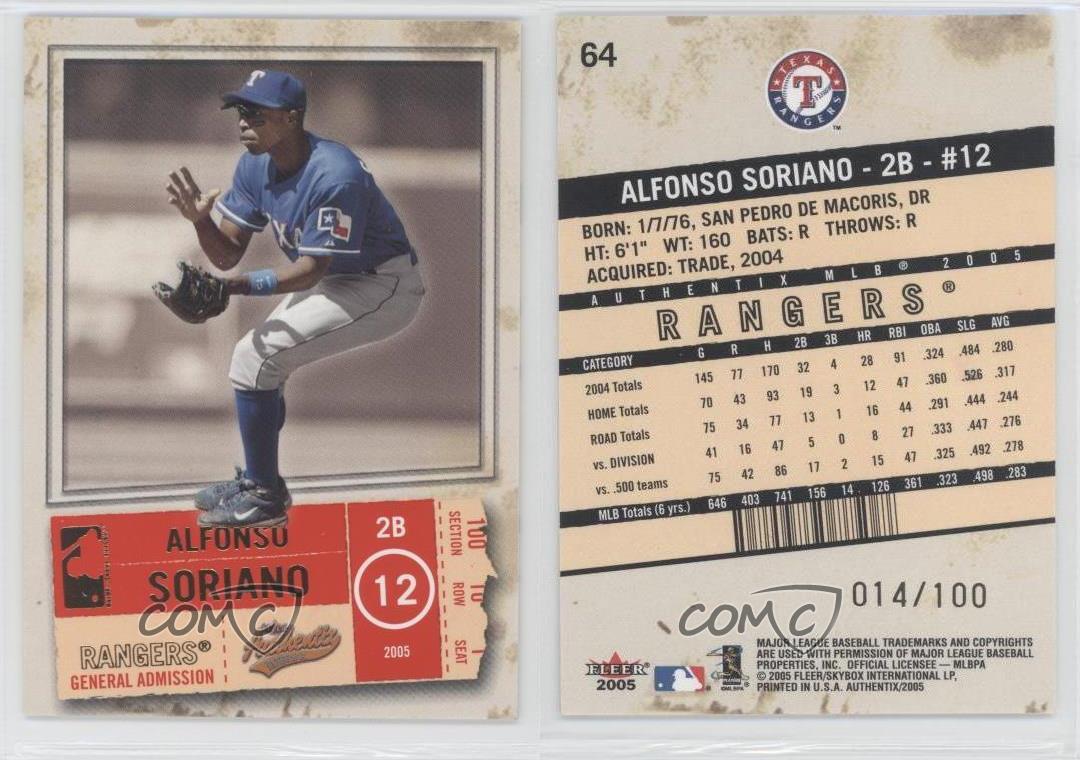 T
ALFONSO
SORIANO
RANGERS®
GENERAL ADMISSION
Authentix
2B
12
2005
100 10 1
SECTION ROW SEAT
COMC
64
TEXAS
T
RANGERS
TM
ALFONSO SORIANO - 2B - #12
BORN: 1/7/76, SAN PEDRO DE MACORIS, DR
HT: 6'1" WT: 160 BATS: R THROWS: R
ACQUIRED: TRADE, 2004
AUTHENTIX MLB® 2005
RANGERS®
CATEGORY G R H 2B 3B HR RBI OBA SLG AVG
2004 Totals 145 77 170 32 4 28 91 .324 .484 .280
HOME Totals 70 43 93 19 3 12 47 .360 .526 .317
ROAD Totals 75 34 77 13 1 16 44 .291 .444 .244
vs. DIVISION 41 16 47 5 0 8 27 .333 .447 .276
vs. .500 teams 75 42 86 17 2 15 47 .325 .492 .278
MLB Totals (6 yrs.) 646 403 741 156 14 126 361 .323 .498 .283
014/100
COMC
FLEER
2005
©MLBPA
MAJOR LEAGUE BASEBALL TRADEMARKS AND COPYRIGHTS
ARE USED WITH PERMISSION OF MAJOR LEAGUE BASEBALL
PROPERTIES, INC. OFFICIAL LICENSEE — MLBPA
© 2005 FLEER/SKYBOX INTERNATIONAL LP,
PRINTED IN U.S.A. AUTHENTIX/2005